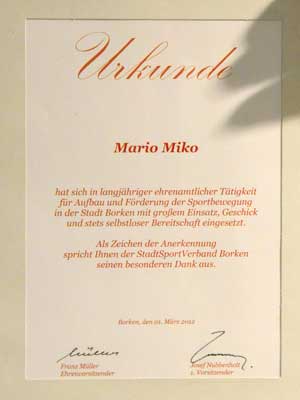 Urkunde
Mario Miko
hat sich in langjähriger ehrenamtlicher Tätigkeit
für Aufbau und Förderung der Sportbewegung
in der Stadt Borken mit großem Einsatz, Geschick
und stets selbstloser Bereitschaft eingesetzt.
Als Zeichen der Anerkennung
spricht Ihnen der StadtSportVerband Borken
seinen besonderen Dank aus.
Borken, den 01. März 2012
Franz Müller
Ehrenvorsitzender
Josef Nubbenholt
1. Vorsitzender